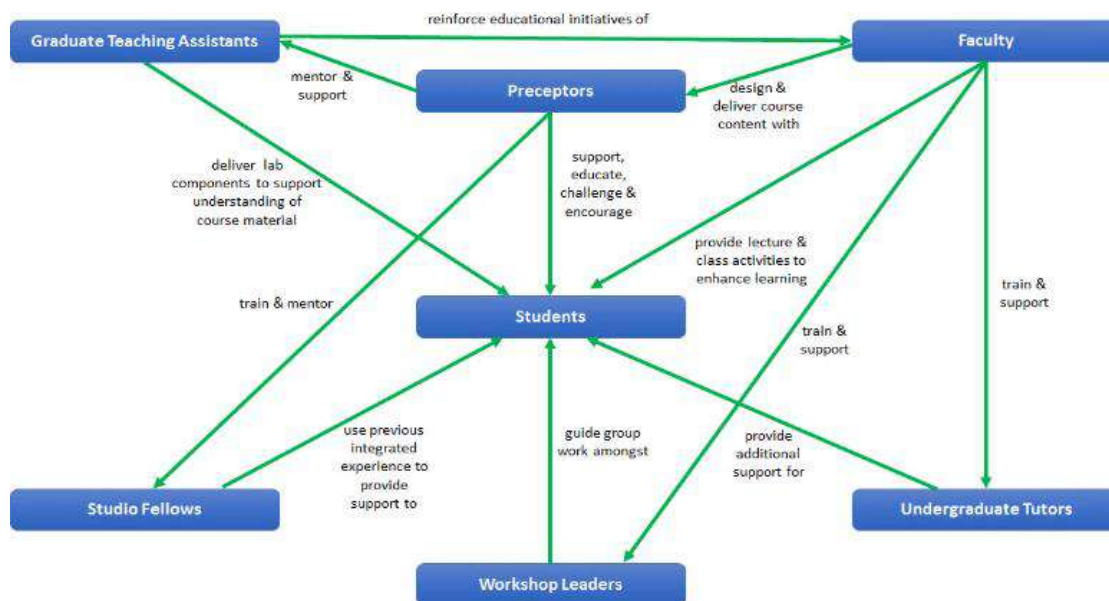 reinforce educational initiatives of
Graduate Teaching Assistants
Faculty
mentor &
support
Preceptors
design &
deliver course
content with
deliver lab
components to support
understanding of
course material
support,
educate,
challenge &
encourage
provide lecture &
class activities to
enhance learning
train & mentor
Students
train &
support
train &
support
use previous
integrated
experience to
provide
support to
guide group
work amongst
provide
additional
support for
Studio Fellows
Undergraduate Tutors
Workshop Leaders